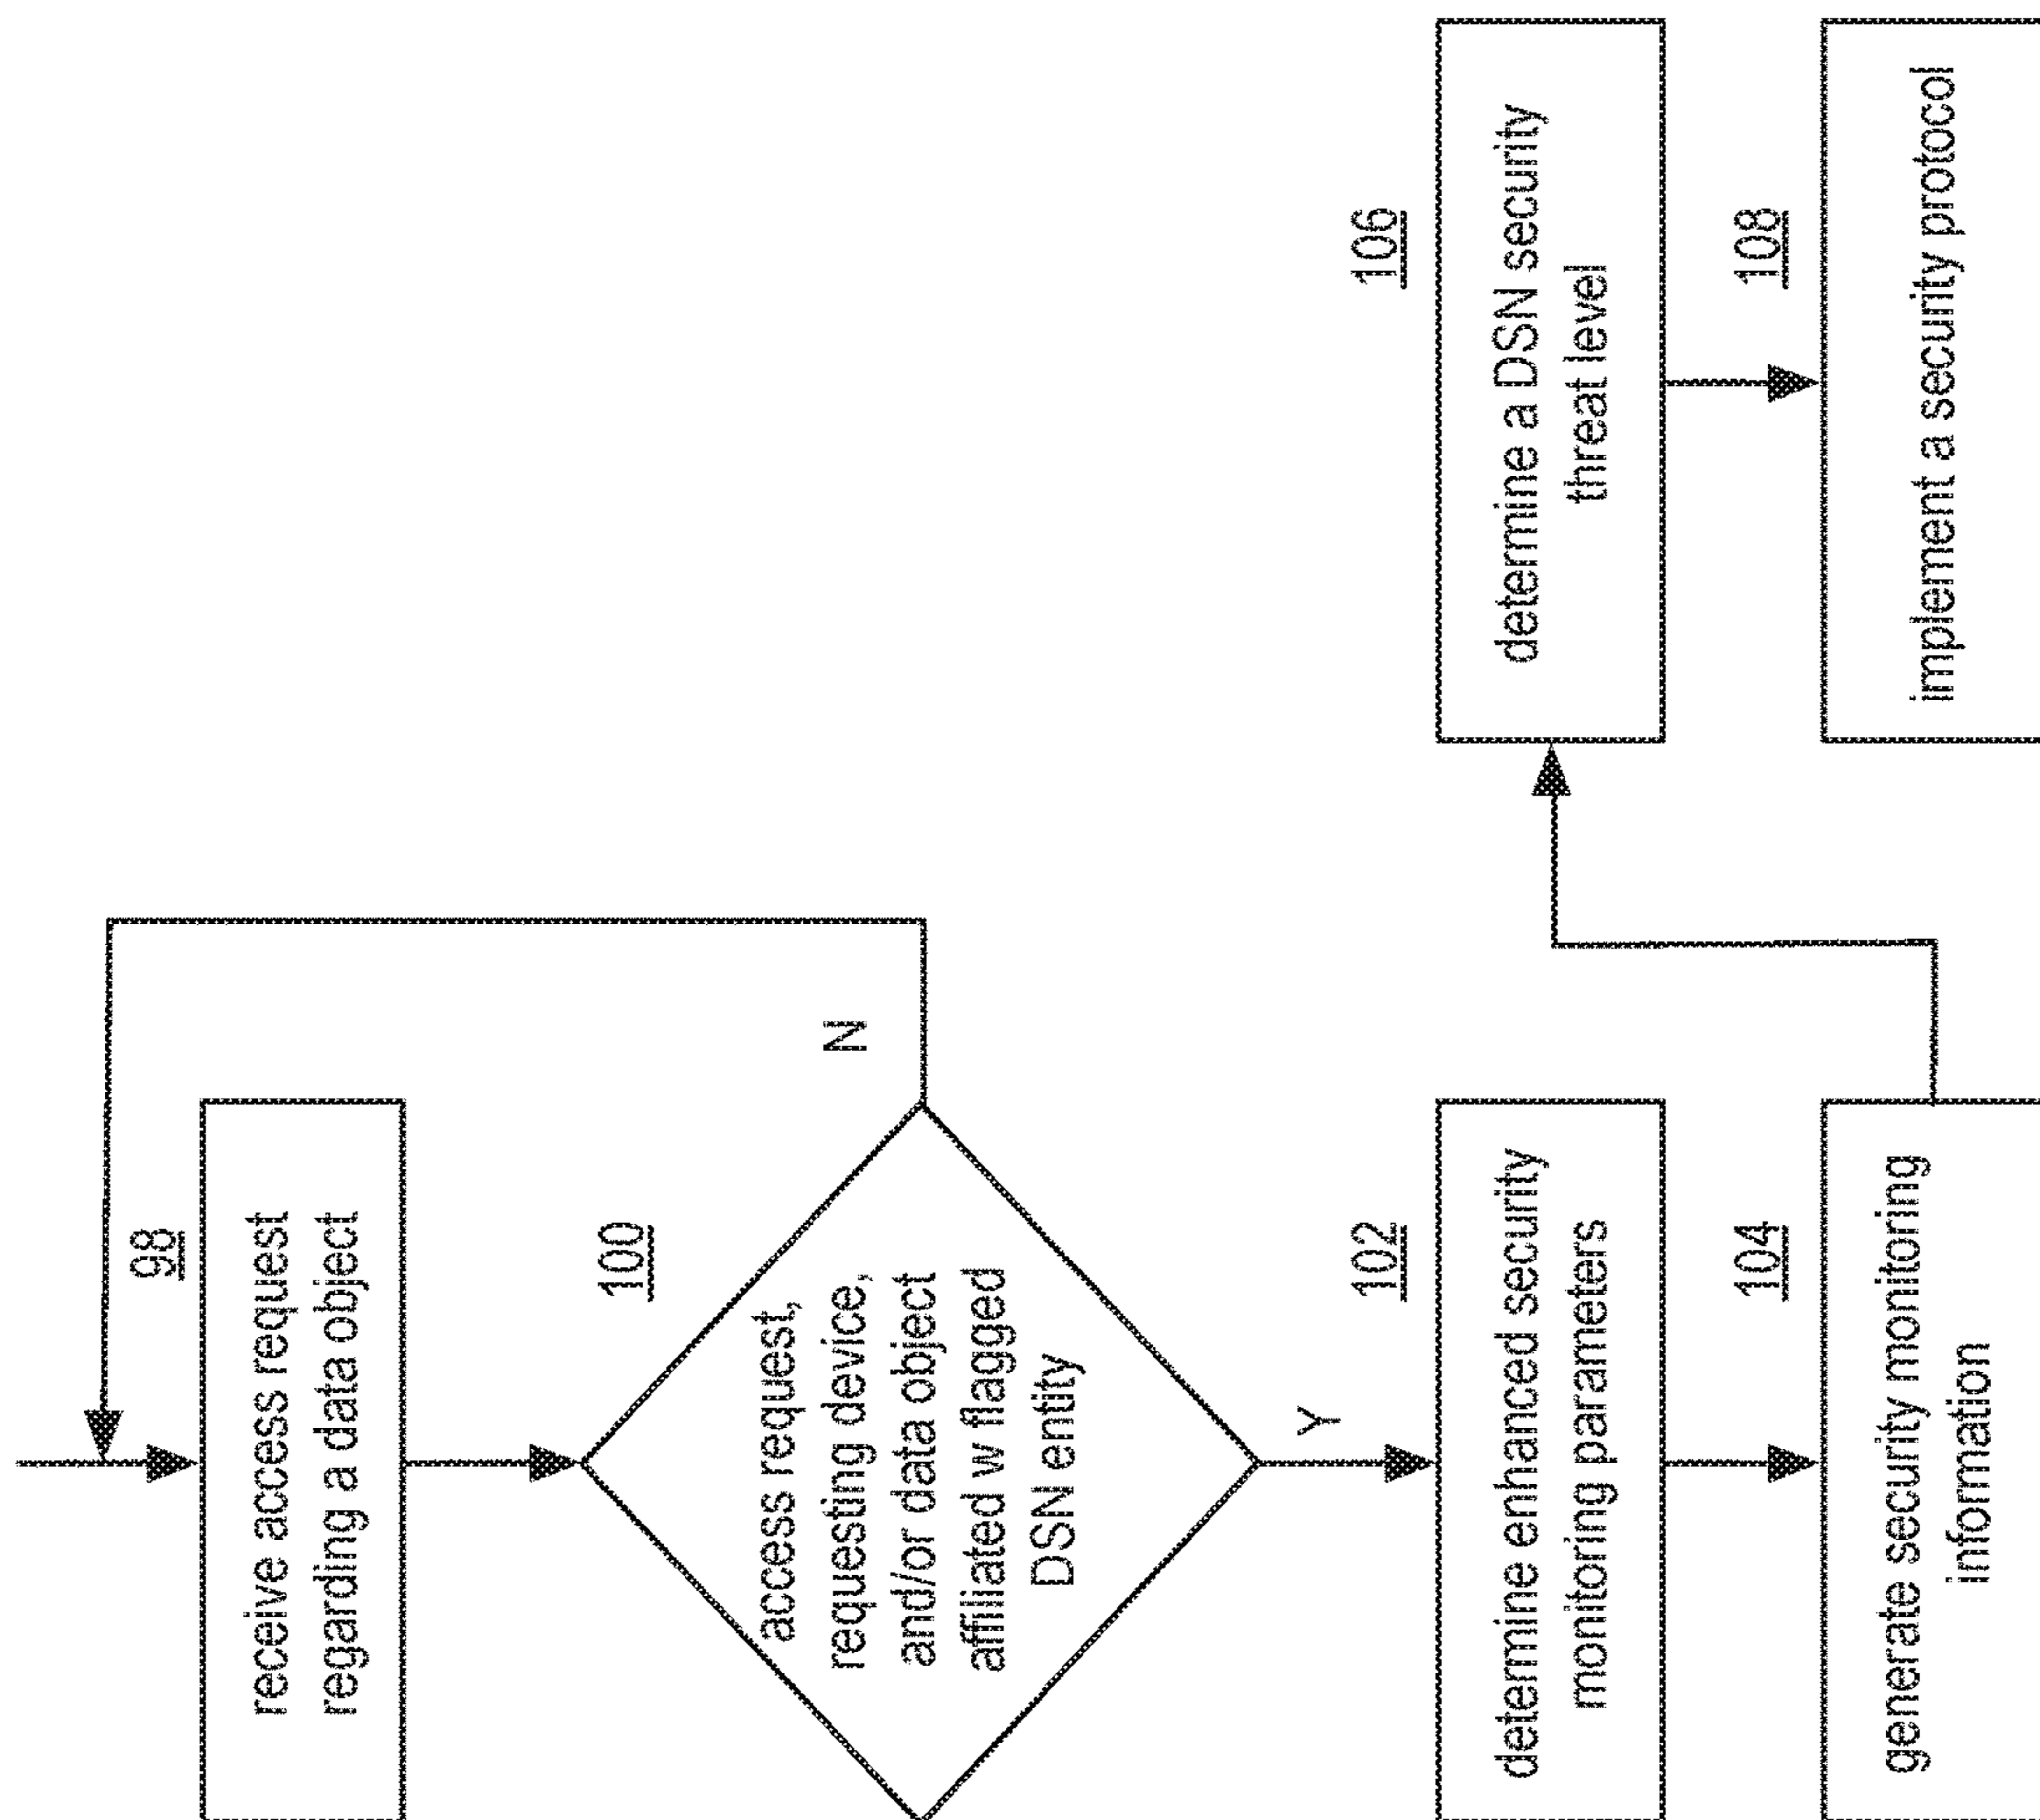 98
receive access request
regarding a data object
100
access request,
requesting device,
and/or data object
affiliated w flagged
DSN entity
N
Y
102
determine enhanced security
monitoring parameters
104
generate security monitoring
information
106
determine a DSN security
threat level
108
implement a security protocol